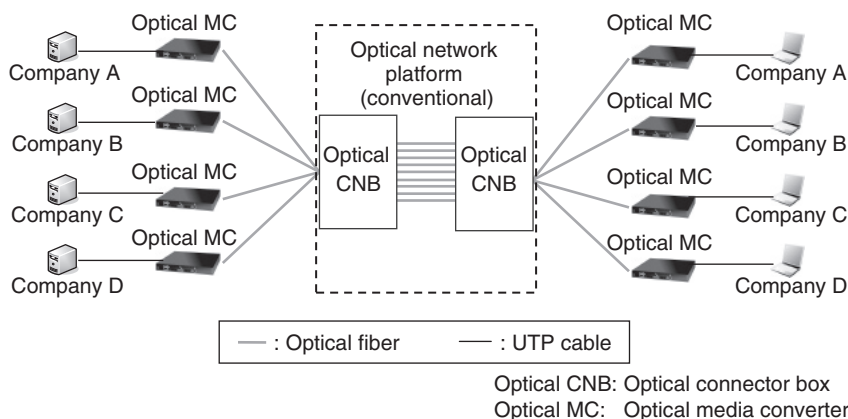 Optical MC
Company A
Optical MC
Company B
Optical MC
Company C
Optical MC
Company D
Optical network
platform
(conventional)
Optical
CNB
Optical
CNB
Optical MC
Company A
Optical MC
Company B
Optical MC
Company C
Optical MC
Company D
: Optical fiber
: UTP cable
Optical CNB: Optical connector box
Optical MC: Optical media converter